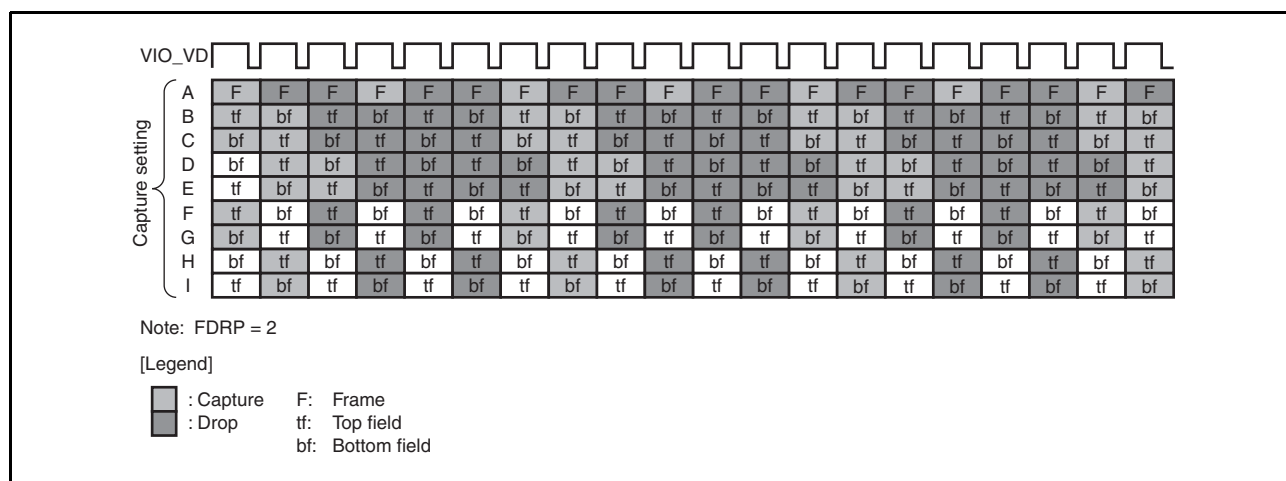 VIO_VD
Capture setting
A F F F F F F F F F F F F F F F F F F F F
B tf bf tf bf tf bf tf bf tf bf tf bf tf bf tf bf tf bf tf bf
C bf tf bf tf bf tf bf tf bf tf bf tf bf tf bf tf bf tf bf tf
D bf tf bf tf bf tf bf tf bf tf bf tf bf tf bf tf bf tf bf tf
E tf bf tf bf tf bf tf bf tf bf tf bf tf bf tf bf tf bf tf bf
F tf bf tf bf tf bf tf bf tf bf tf bf tf bf tf bf tf bf tf bf
G bf tf bf tf bf tf bf tf bf tf bf tf bf tf bf tf bf tf bf tf
H bf tf bf tf bf tf bf tf bf tf bf tf bf tf bf tf bf tf bf tf
I tf bf tf bf tf bf tf bf tf bf tf bf tf bf tf bf tf bf tf bf
Note: FDRP = 2
[Legend]
: Capture F: Frame
: Drop tf: Top field
bf: Bottom field